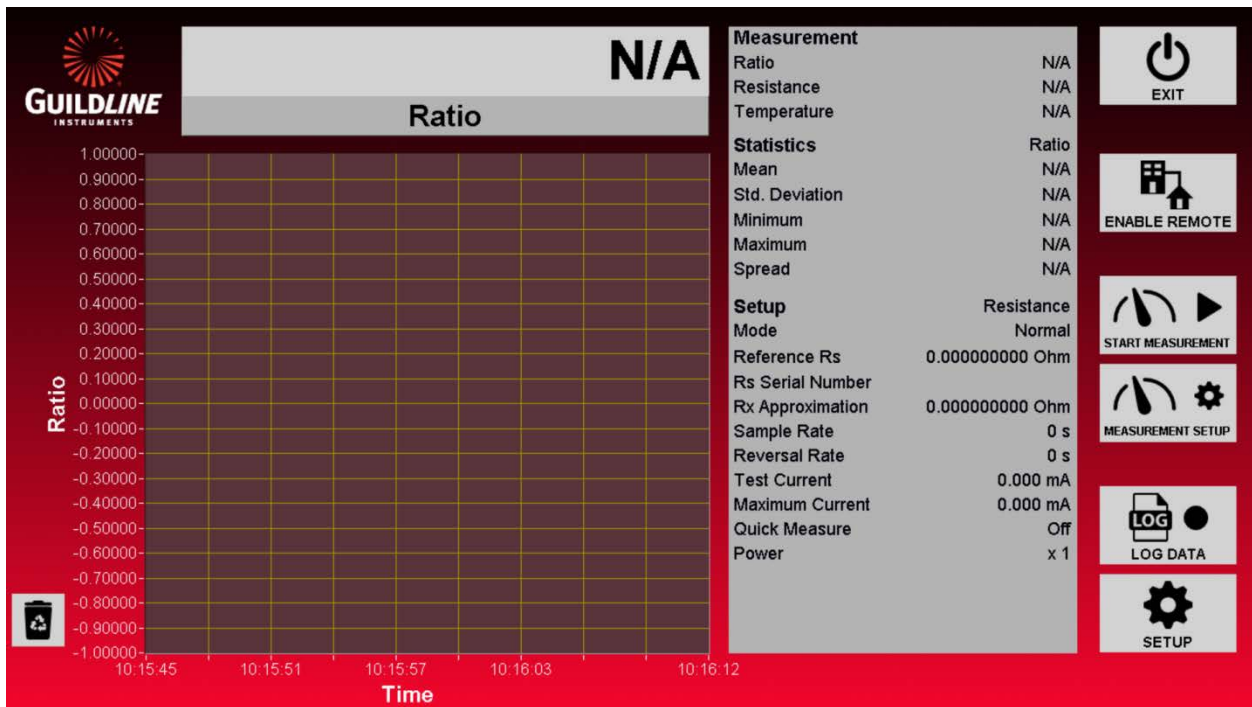 GUILDLINE
INSTRUMENTS
N/A
Ratio
1.00000
0.90000
0.80000
0.70000
0.60000
0.50000
0.40000
0.30000
0.20000
0.10000
0.00000
-0.10000
-0.20000
-0.30000
-0.40000
-0.50000
-0.60000
-0.70000
-0.80000
-0.90000
-1.00000
Ratio
10:15:45 10:15:51 10:15:57 10:16:03 10:16:12
Time
Measurement
Ratio N/A
Resistance N/A
Temperature N/A
Statistics Ratio
Mean N/A
Std. Deviation N/A
Minimum N/A
Maximum N/A
Spread N/A
Setup Resistance
Mode Normal
Reference Rs 0.000000000 Ohm
Rs Serial Number
Rx Approximation 0.000000000 Ohm
Sample Rate 0 s
Reversal Rate 0 s
Test Current 0.000 mA
Maximum Current 0.000 mA
Quick Measure Off
Power x 1
EXIT
ENABLE REMOTE
START MEASUREMENT
MEASUREMENT SETUP
LOG
LOG DATA
SETUP